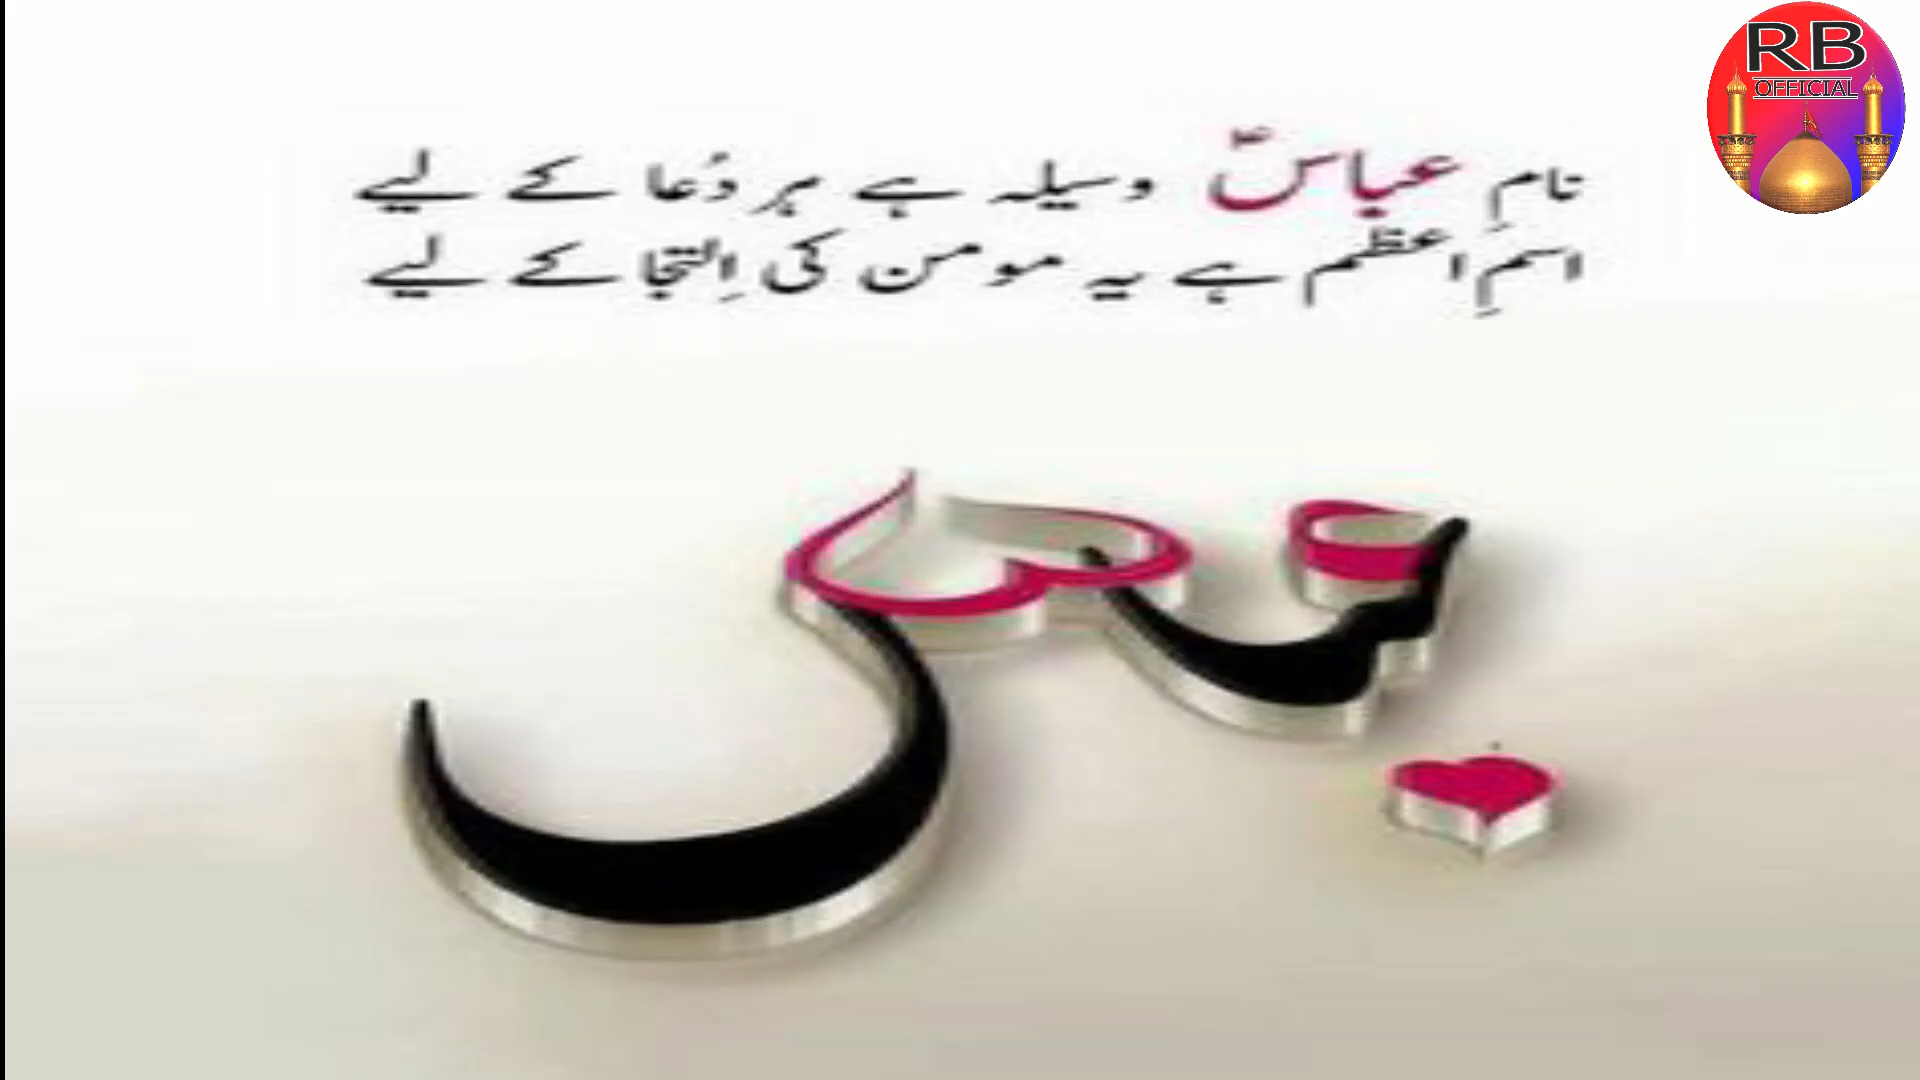 RB
OFFICIAL
نامِ عباسؑ وسیلہ ہے ہر دُعا کے لیے
اسمِ اعظم ہے یہ مومن کی اِلتجا کے لیے
عباس